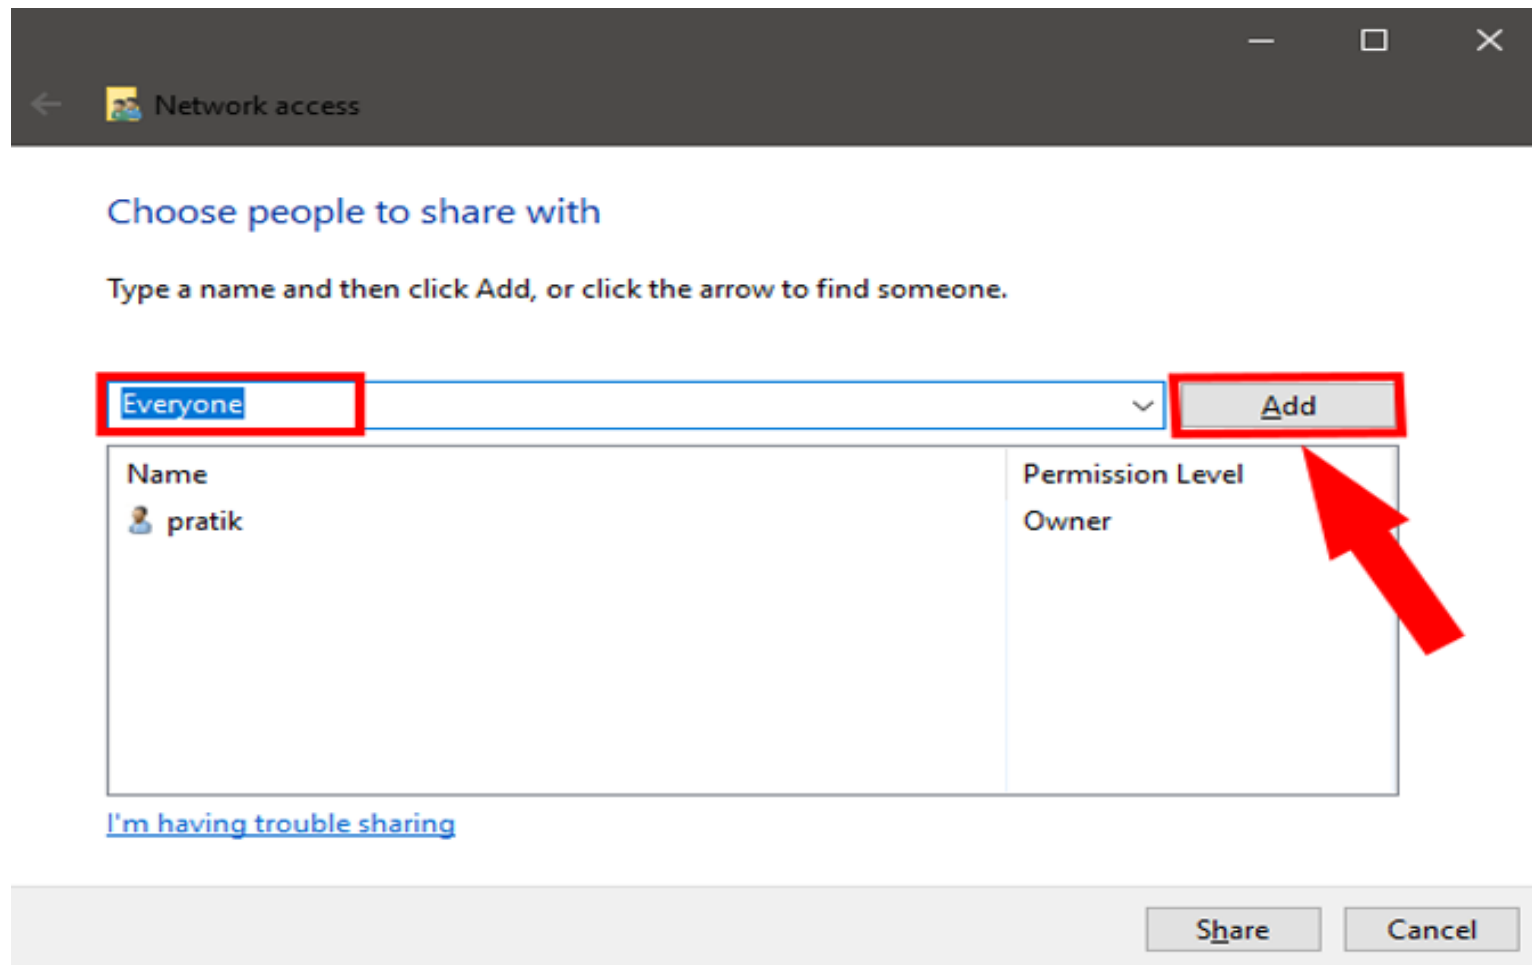 Network access
Choose people to share with
Type a name and then click Add, or click the arrow to find someone.
Everyone Add
Name Permission Level
pratik Owner
I'm having trouble sharing
Share Cancel